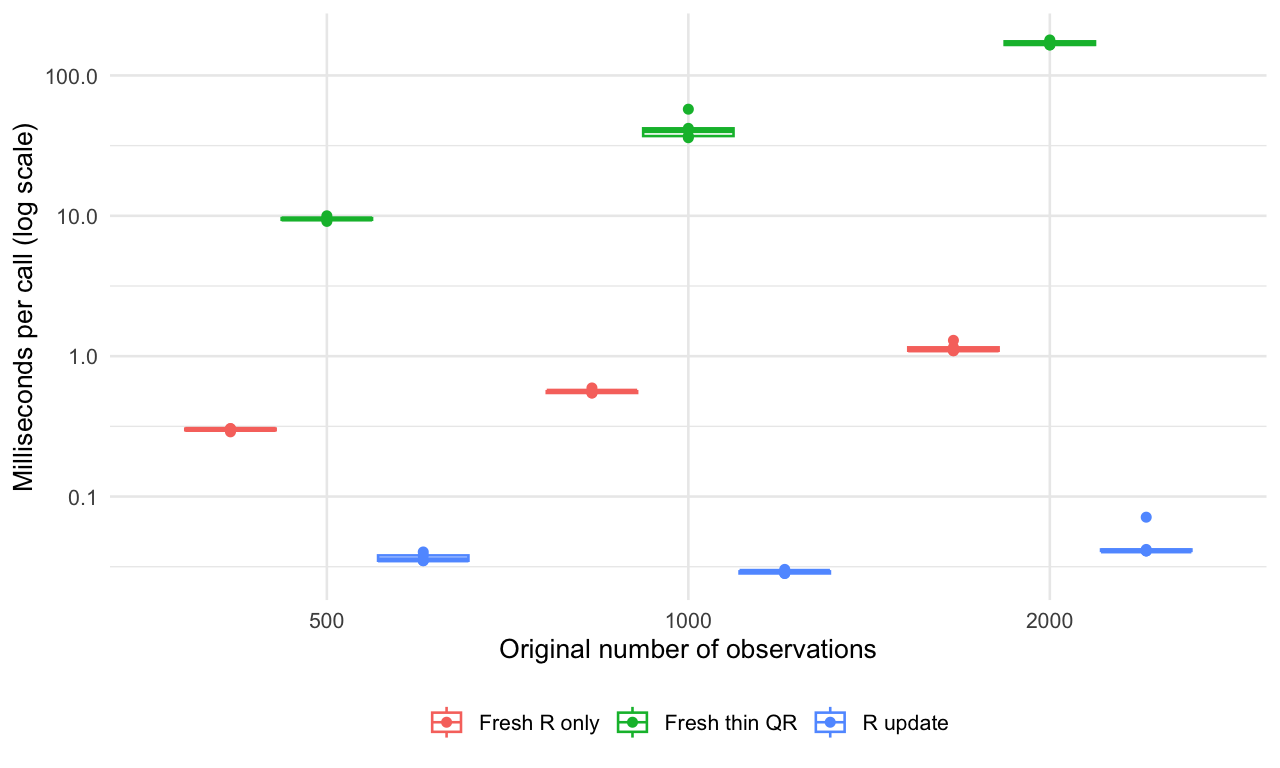 Milliseconds per call (log scale)
100.0
10.0
1.0
0.1
500 1000 2000
Original number of observations
Fresh R only Fresh thin QR R update